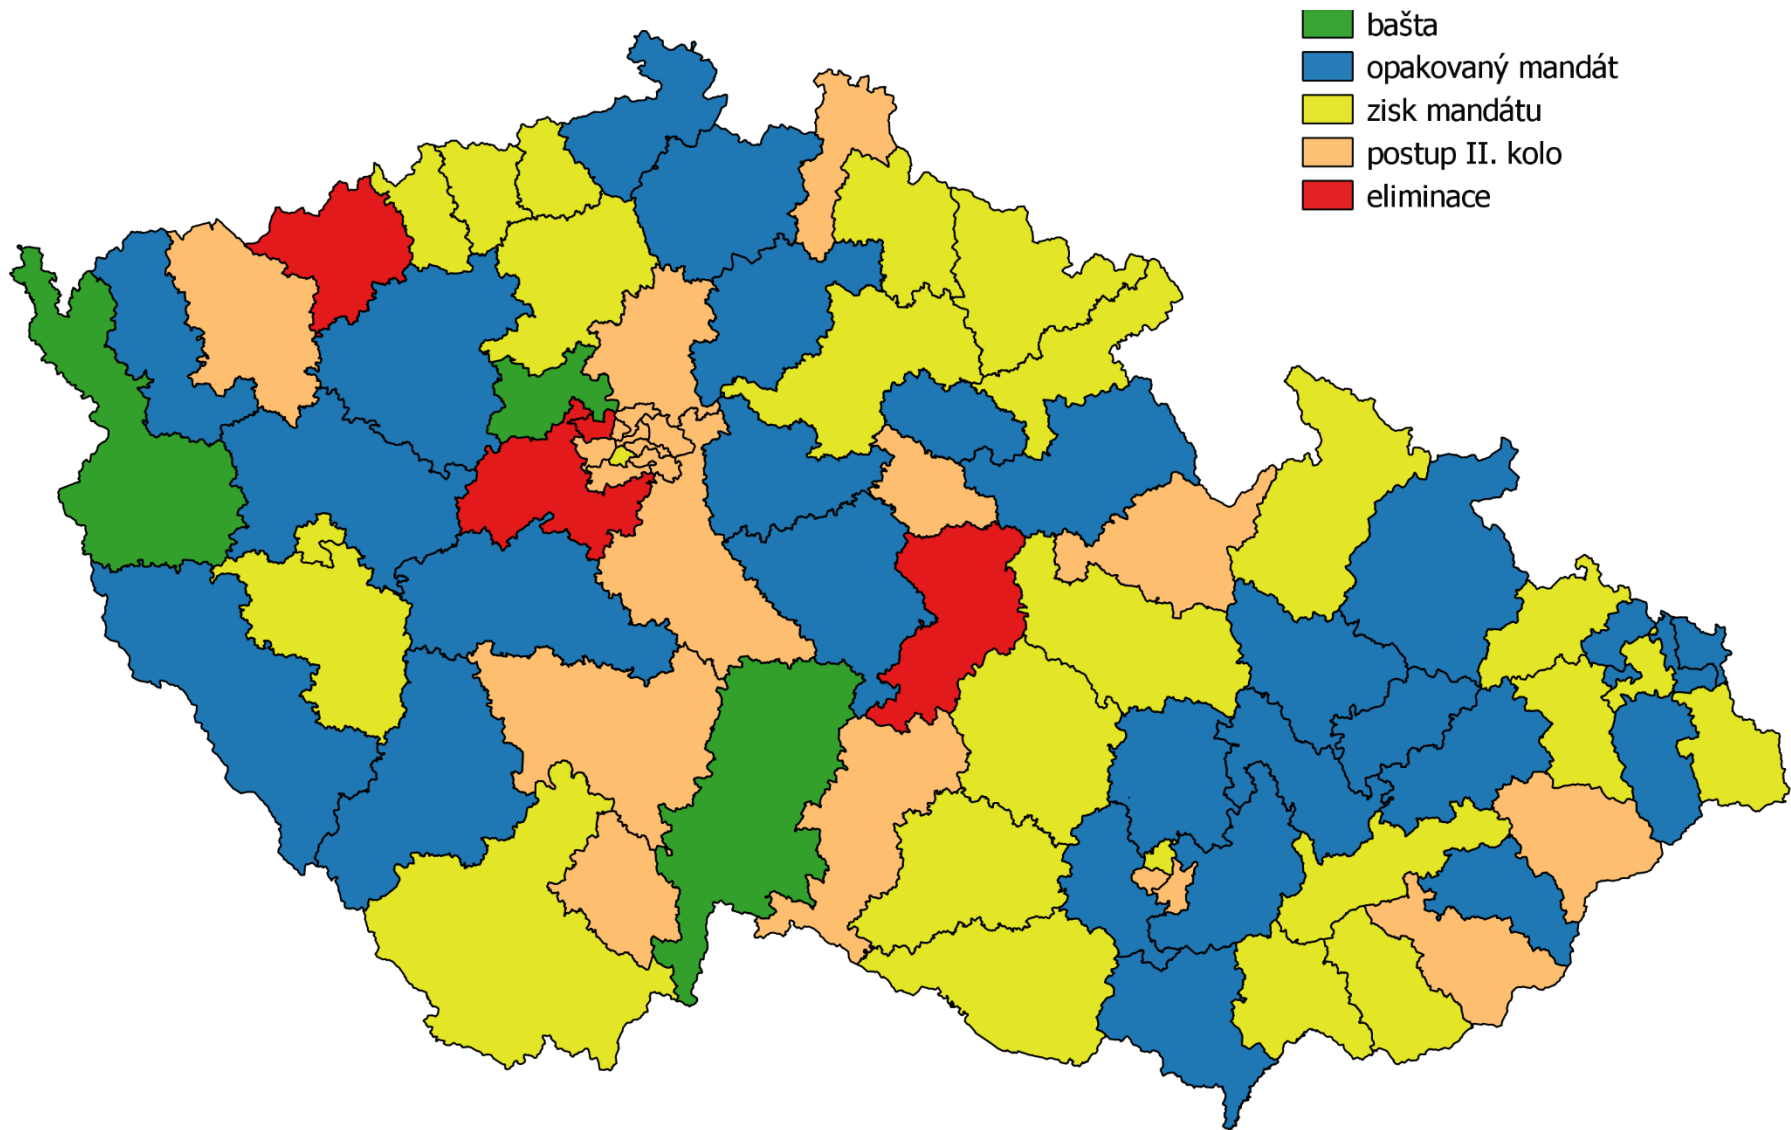 bašta
opakovaný mandát
zisk mandátu
postup II. kolo
eliminace